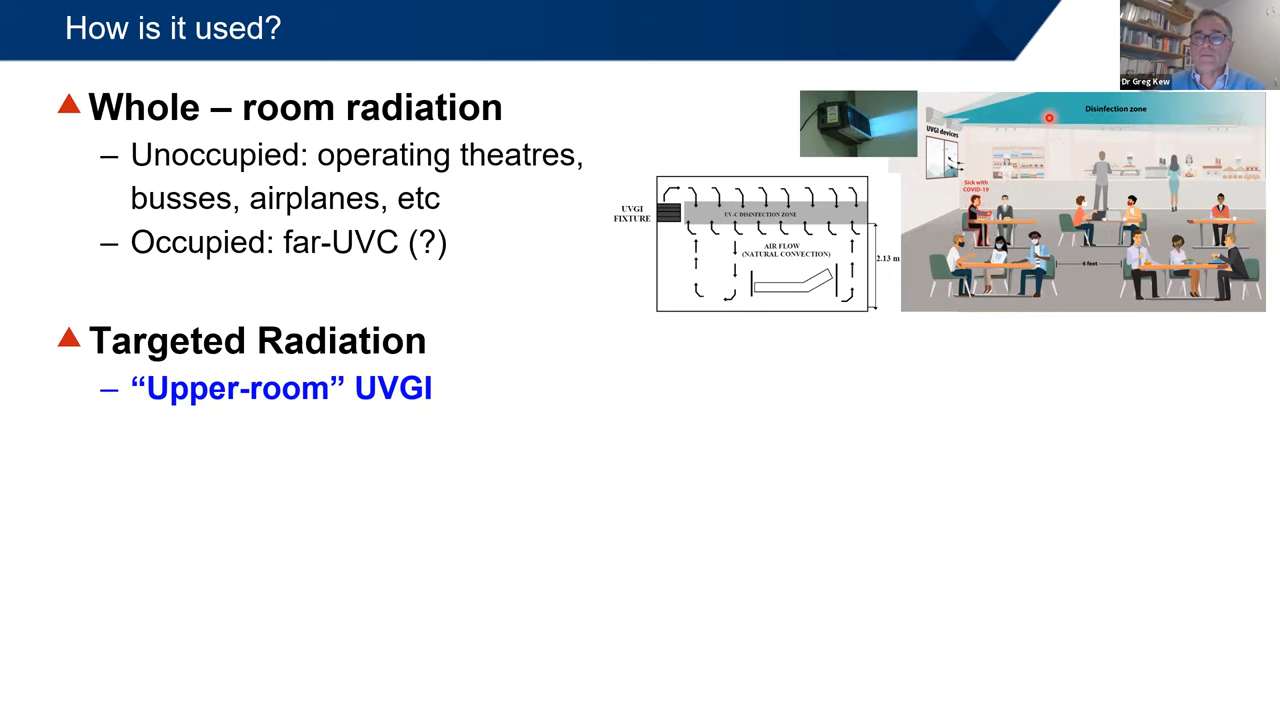 How is it used?
Dr Greg Kew
Whole – room radiation
– Unoccupied: operating theatres,
busses, airplanes, etc
– Occupied: far-UVC (?)
Targeted Radiation
– “Upper-room” UVGI
UVGI
FIXTURE
UV-C DISINFECTION ZONE
AIR FLOW
(NATURAL CONVECTION)
2.13 m
Disinfection zone
UVGI devices
Sick with
COVID-19
6 feet